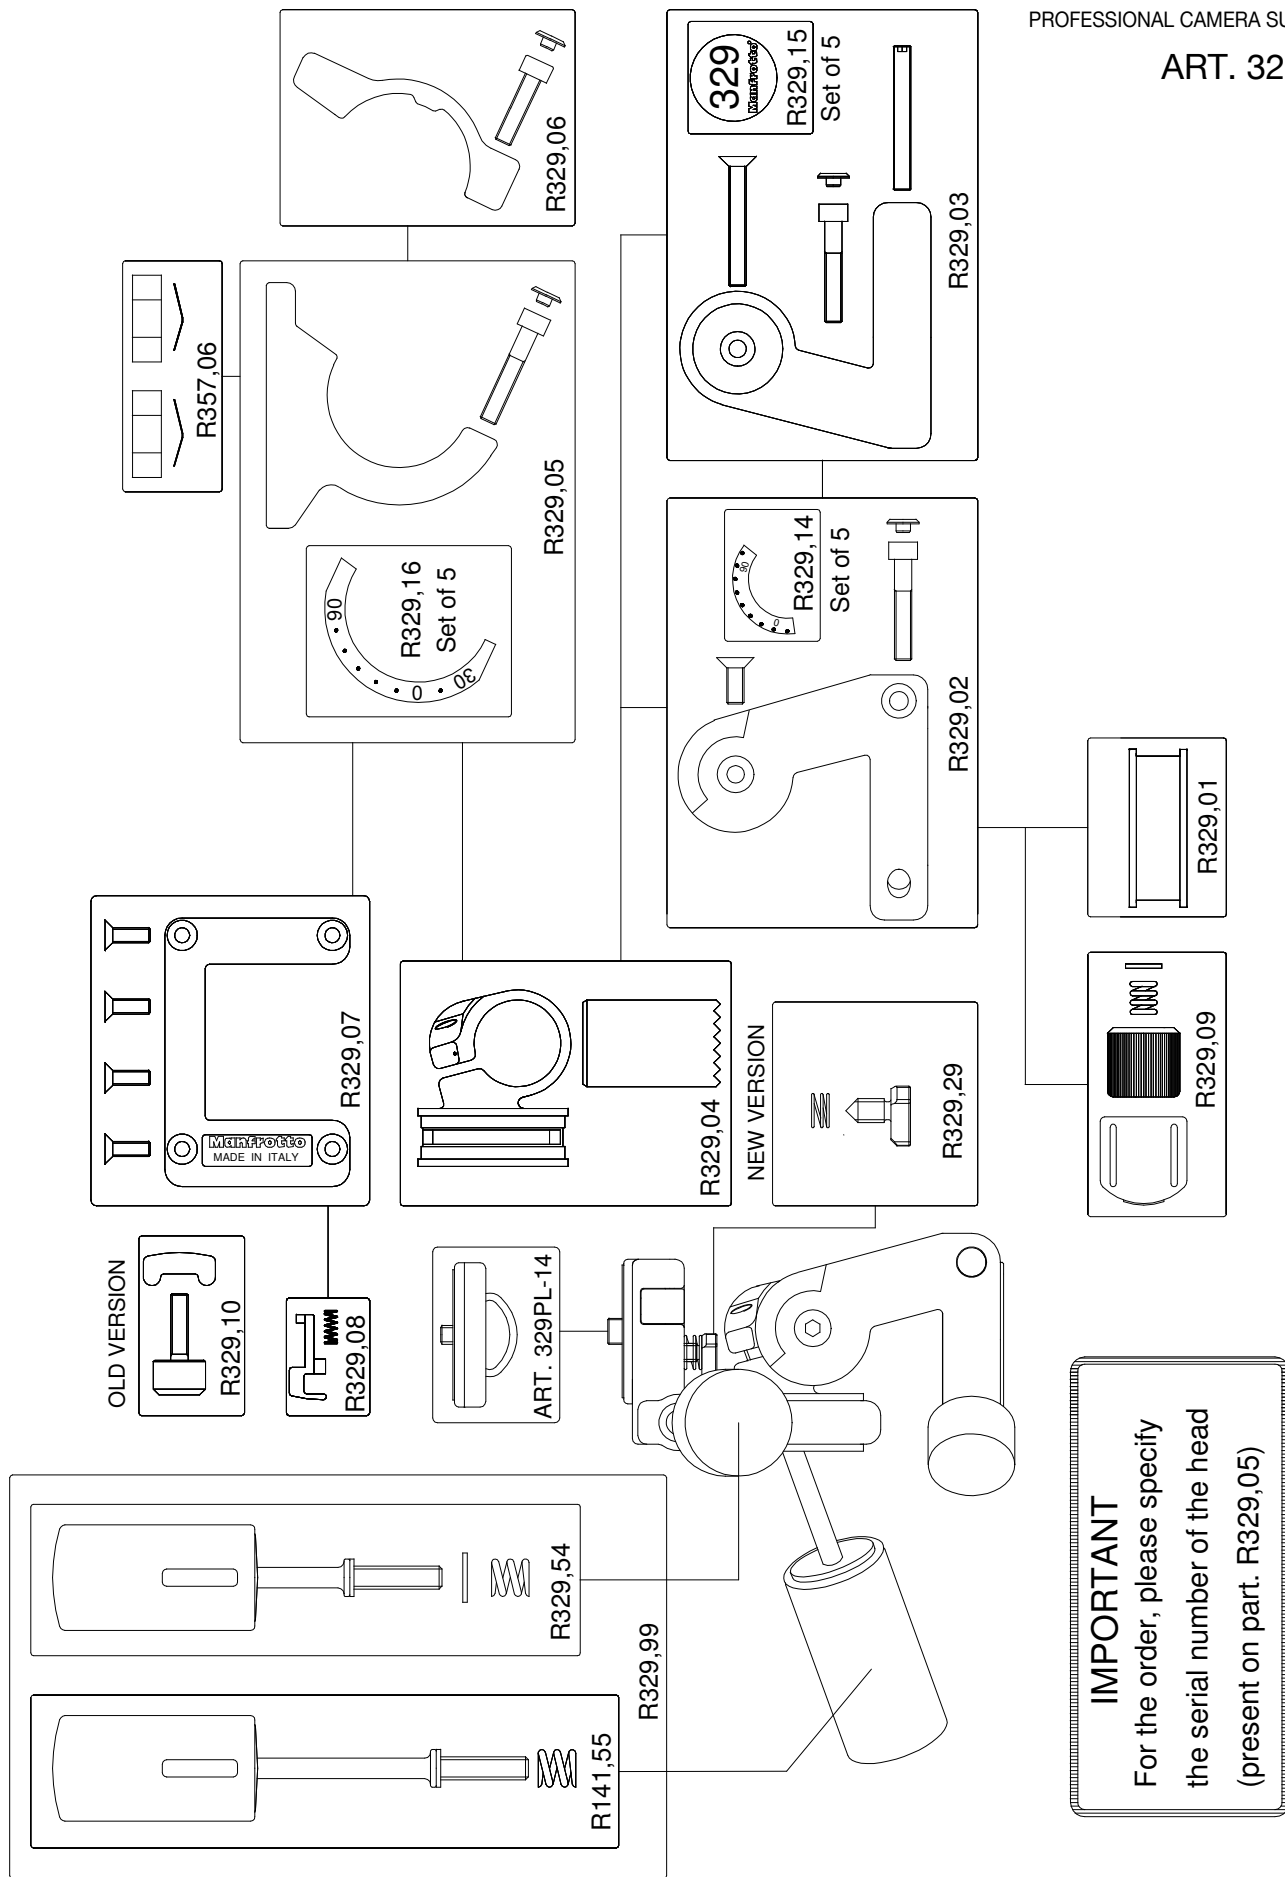 PROFESSIONAL CAMERA SU
ART. 32
R329,06
329
Manfrotto
R329,15
Set of 5
R329,03
R357,06
R329,05
90
0
30
R329,16
Set of 5
90
0
R329,14
Set of 5
R329,02
R329,01
R329,09
Manfrotto
MADE IN ITALY
R329,07
R329,04
NEW VERSION
R329,29
OLD VERSION
R329,10
R329,08
ART. 329PL-14
R329,54
R329,99
R141,55
IMPORTANT
For the order, please specify
the serial number of the head
(present on part. R329,05)